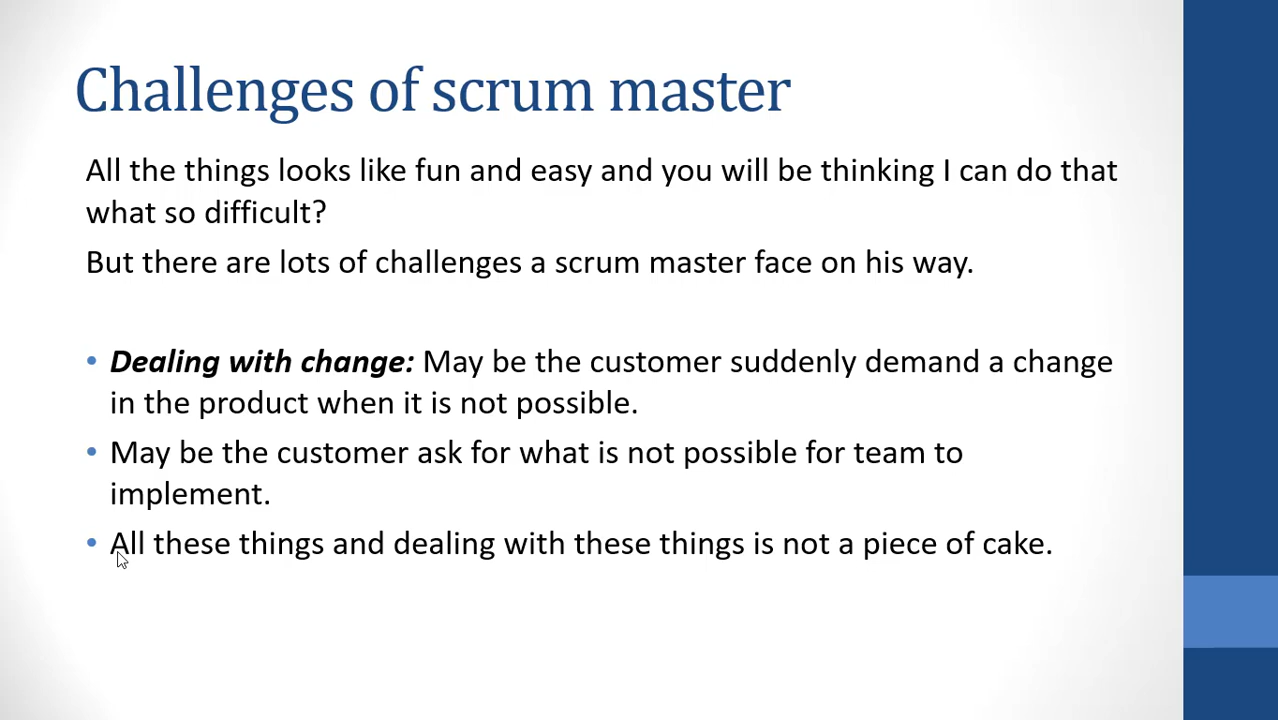 Challenges of scrum master
All the things looks like fun and easy and you will be thinking I can do that
what so difficult?
But there are lots of challenges a scrum master face on his way.
• Dealing with change: May be the customer suddenly demand a change
in the product when it is not possible.
• May be the customer ask for what is not possible for team to
implement.
• All these things and dealing with these things is not a piece of cake.